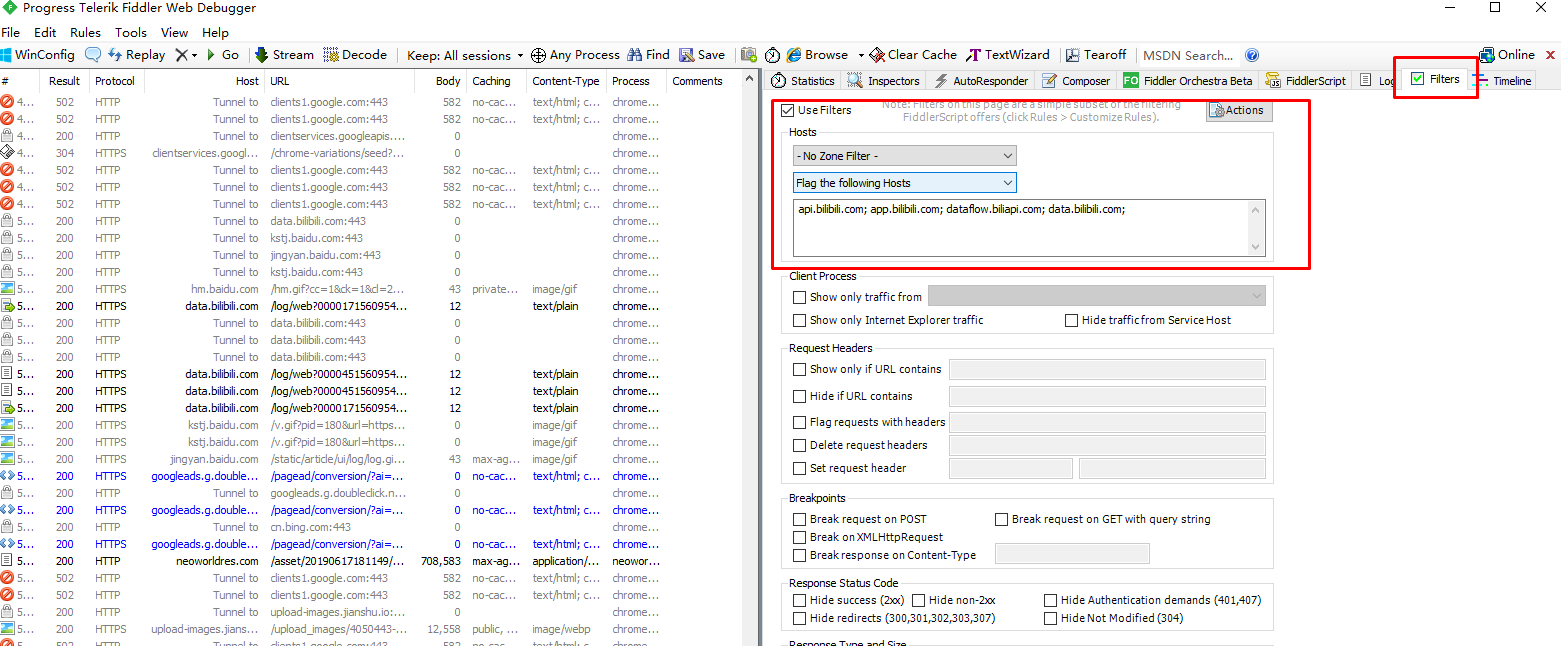 Progress Telerik Fiddler Web Debugger
File Edit Rules Tools View Help
WinConfig Replay Go Stream Decode Keep: All sessions Any Process Find Save Browse Clear Cache TextWizard Tearoff MSDN Search... Online
# Result Protocol Host URL Body Caching Content-Type Process Comments
4... 502 HTTP Tunnel to clients1.google.com:443 582 no-cac... text/html; c... chrome...
4... 502 HTTP Tunnel to clients1.google.com:443 582 no-cac... text/html; c... chrome...
4... 200 HTTP Tunnel to clientservices.googleapis.... 0 chrome...
4... 304 HTTPS clientservices.googl... /chrome-variations/seed?... 0 chrome...
4... 502 HTTP Tunnel to clients1.google.com:443 582 no-cac... text/html; c... chrome...
4... 502 HTTP Tunnel to clients1.google.com:443 582 no-cac... text/html; c... chrome...
4... 502 HTTP Tunnel to clients1.google.com:443 582 no-cac... text/html; c... chrome...
5... 200 HTTP Tunnel to data.bilibili.com:443 0 chrome...
5... 200 HTTP Tunnel to kstj.baidu.com:443 0 chrome...
5... 200 HTTP Tunnel to jingyan.baidu.com:443 0 chrome...
5... 200 HTTP Tunnel to kstj.baidu.com:443 0 chrome...
5... 200 HTTPS hm.baidu.com /hm.gif?cc=1&ck=1&cl=2... 43 private... image/gif chrome...
5... 200 HTTPS data.bilibili.com /log/web?0000171560954... 12 text/plain chrome...
5... 200 HTTP Tunnel to data.bilibili.com:443 0 chrome...
5... 200 HTTP Tunnel to data.bilibili.com:443 0 chrome...
5... 200 HTTP Tunnel to data.bilibili.com:443 0 chrome...
5... 200 HTTPS data.bilibili.com /log/web?0000451560954... 12 text/plain chrome...
5... 200 HTTPS data.bilibili.com /log/web?0000451560954... 12 text/plain chrome...
5... 200 HTTPS data.bilibili.com /log/web?0000171560954... 12 text/plain chrome...
5... 200 HTTPS kstj.baidu.com /v.gif?pid=180&url=https... image/gif chrome...
5... 200 HTTPS kstj.baidu.com /v.gif?pid=180&url=https... image/gif chrome...
5... 200 HTTPS jingyan.baidu.com /static/article/ui/log/log.gi... 43 max-ag... image/gif chrome...
5... 200 HTTPS googleads.g.double... /pagead/conversion/?ai=... 0 no-cac... text/html; c... chrome...
5... 200 HTTP Tunnel to googleads.g.doubleclick.n... 0 chrome...
5... 200 HTTPS googleads.g.double... /pagead/conversion/?ai=... 0 no-cac... text/html; c... chrome...
5... 200 HTTP Tunnel to cn.bing.com:443 0 chrome...
5... 200 HTTPS googleads.g.double... /pagead/conversion/?ai=... 0 no-cac... text/html; c... chrome...
5... 200 HTTP neoworldres.com /asset/20190617181149/... 708,583 max-ag... application/... neowor...
5... 502 HTTP Tunnel to clients1.google.com:443 582 no-cac... text/html; c... chrome...
5... 502 HTTP Tunnel to clients1.google.com:443 582 no-cac... text/html; c... chrome...
5... 200 HTTP Tunnel to upload-images.jianshu.io:... 0 chrome...
5... 200 HTTPS upload-images.jians... /upload_images/4050443-... 12,558 public, ... image/webp chrome...
5... 502 HTTP Tunnel to clients1.google.com:443 582 no-cac... text/html; c... chrome...
Statistics Inspectors AutoResponder Composer FO Fiddler Orchestra Beta FiddlerScript Log Filters Timeline
Use Filters
Note: Filters on this page are a simple subset of the filtering
FiddlerScript offers (click Rules > Customize Rules).
Actions
Hosts
- No Zone Filter -
Flag the following Hosts
api.bilibili.com; app.bilibili.com; dataflow.biliapi.com; data.bilibili.com;
Client Process
Show only traffic from
Show only Internet Explorer traffic Hide traffic from Service Host
Request Headers
Show only if URL contains
Hide if URL contains
Flag requests with headers
Delete request headers
Set request header
Breakpoints
Break request on POST Break request on GET with query string
Break on XMLHttpRequest
Break response on Content-Type
Response Status Code
Hide success (2xx) Hide non-2xx Hide Authentication demands (401,407)
Hide redirects (300,301,302,303,307) Hide Not Modified (304)
Response Type and Size